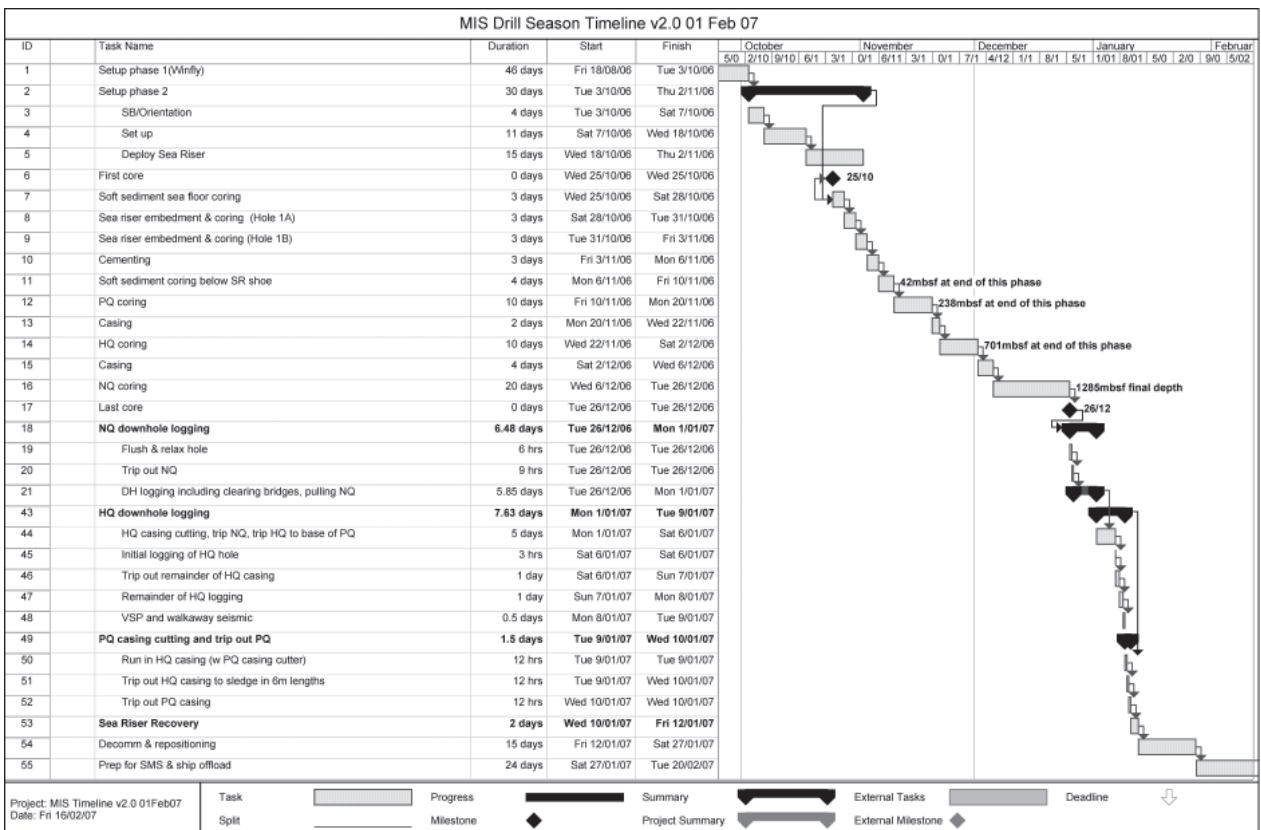 MIS Drill Season Timeline v2.0 01 Feb 07
ID Task Name Duration Start Finish October November December January Februar
5/0 2/10 9/10 6/1 3/1 0/1 6/11 3/1 0/1 7/1 4/12 1/1 8/1 5/1 1/01 8/01 5/0 2/0 9/0 5/02
1 Setup phase 1(Winfly) 46 days Fri 18/08/06 Tue 3/10/06
2 Setup phase 2 30 days Tue 3/10/06 Thu 2/11/06
3 SB/Orientation 4 days Tue 3/10/06 Sat 7/10/06
4 Set up 11 days Sat 7/10/06 Wed 18/10/06
5 Deploy Sea Riser 15 days Wed 18/10/06 Thu 2/11/06
6 First core 0 days Wed 25/10/06 Wed 25/10/06 25/10
7 Soft sediment sea floor coring 3 days Wed 25/10/06 Sat 28/10/06
8 Sea riser embedment & coring (Hole 1A) 3 days Sat 28/10/06 Tue 31/10/06
9 Sea riser embedment & coring (Hole 1B) 3 days Tue 31/10/06 Fri 3/11/06
10 Cementing 3 days Fri 3/11/06 Mon 6/11/06
11 Soft sediment coring below SR shoe 4 days Mon 6/11/06 Fri 10/11/06 42mbsf at end of this phase
12 PQ coring 10 days Fri 10/11/06 Mon 20/11/06 238mbsf at end of this phase
13 Casing 2 days Mon 20/11/06 Wed 22/11/06
14 HQ coring 10 days Wed 22/11/06 Sat 2/12/06 701mbsf at end of this phase
15 Casing 4 days Sat 2/12/06 Wed 6/12/06
16 NQ coring 20 days Wed 6/12/06 Tue 26/12/06 1285mbsf final depth
17 Last core 0 days Tue 26/12/06 Tue 26/12/06 26/12
18 NQ downhole logging 6.48 days Tue 26/12/06 Mon 1/01/07
19 Flush & relax hole 6 hrs Tue 26/12/06 Tue 26/12/06
20 Trip out NQ 9 hrs Tue 26/12/06 Tue 26/12/06
21 DH logging including clearing bridges, pulling NQ 5.85 days Tue 26/12/06 Mon 1/01/07
43 HQ downhole logging 7.63 days Mon 1/01/07 Tue 9/01/07
44 HQ casing cutting, trip NQ, trip HQ to base of PQ 5 days Mon 1/01/07 Sat 6/01/07
45 Initial logging of HQ hole 3 hrs Sat 6/01/07 Sat 6/01/07
46 Trip out remainder of HQ casing 1 day Sat 6/01/07 Sun 7/01/07
47 Remainder of HQ logging 1 day Sun 7/01/07 Mon 8/01/07
48 VSP and walkaway seismic 0.5 days Mon 8/01/07 Tue 9/01/07
49 PQ casing cutting and trip out PQ 1.5 days Tue 9/01/07 Wed 10/01/07
50 Run in HQ casing (w PQ casing cutter) 12 hrs Tue 9/01/07 Tue 9/01/07
51 Trip out HQ casing to sledge in 6m lengths 12 hrs Tue 9/01/07 Wed 10/01/07
52 Trip out PQ casing 12 hrs Wed 10/01/07 Wed 10/01/07
53 Sea Riser Recovery 2 days Wed 10/01/07 Fri 12/01/07
54 Decomm & repositioning 15 days Fri 12/01/07 Sat 27/01/07
55 Prep for SMS & ship offload 24 days Sat 27/01/07 Tue 20/02/07
Project: MIS Timeline v2.0 01Feb07
Date: Fri 16/02/07
Task Progress Summary External Tasks Deadline
Split Milestone Project Summary External Milestone